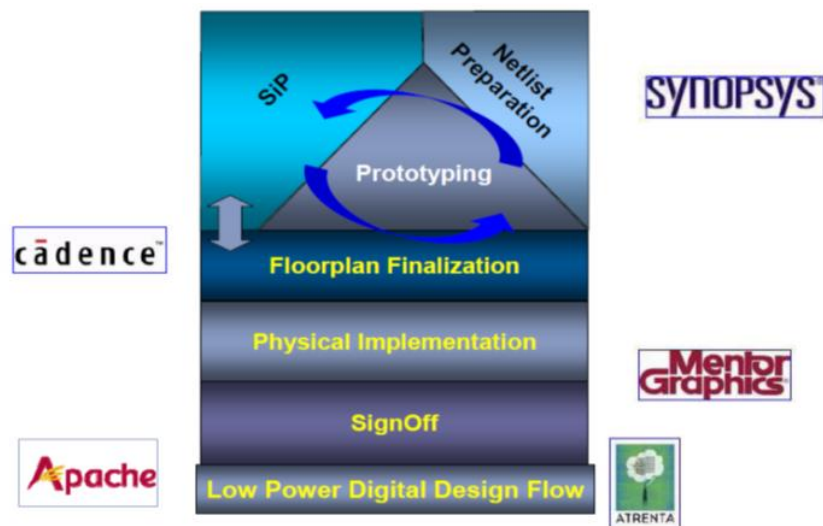 SiP
Netlist
Preparation
SYNOPSYS®
Prototyping
cādence™
Floorplan Finalization
Physical Implementation
Mentor
Graphics®
SignOff
Apache
Low Power Digital Design Flow
ATRENTA